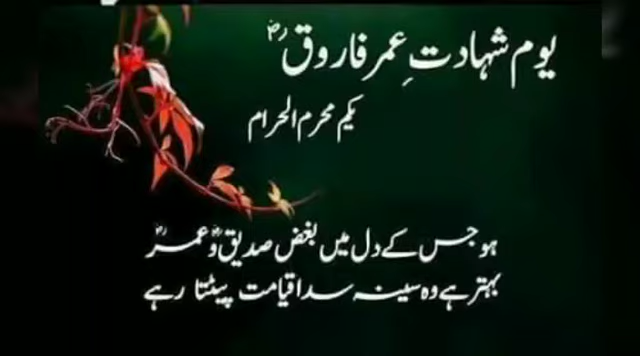 یوم شہادتِ عمر فاروقؓ
یکم محرم الحرام
ہو جس کے دل میں بغض صدیقؓ و عمرؓ
بہتر ہے وہ سینہ سدا قیامت پیٹتا رہے